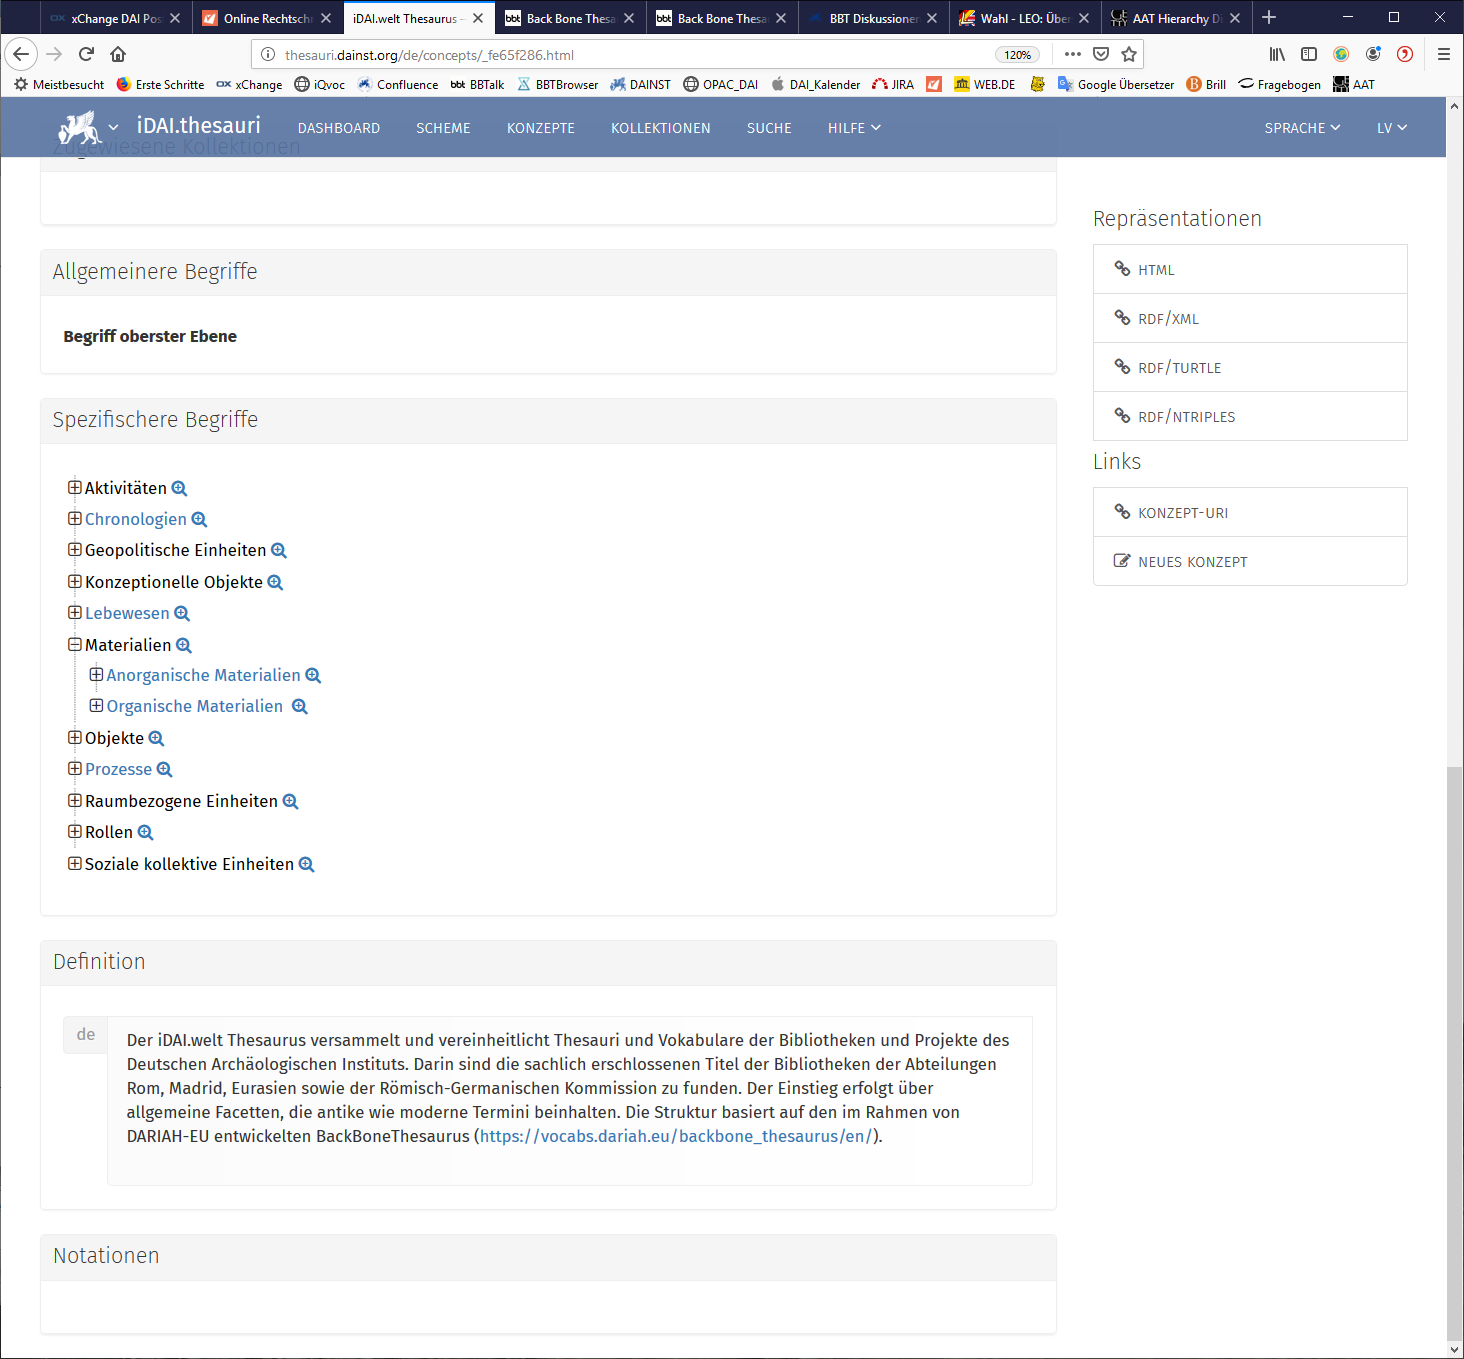 xChange DAI Pos
Online Rechtschr
iDAI.welt Thesaurus –
Back Bone Thesa
Back Bone Thesa
BBT Diskussionen
Wahl - LEO: Über
AAT Hierarchy Di
thesauri.dainst.org/de/concepts/_fe65f286.html
120%
Meistbesucht
Erste Schritte
xChange
iQvoc
Confluence
BBTalk
BBTBrowser
DAINST
OPAC_DAI
DAI_Kalender
JIRA
WEB.DE
Google Übersetzer
Brill
Fragebogen
AAT
iDAI.thesauri
DASHBOARD
SCHEME
KONZEPTE
KOLLEKTIONEN
SUCHE
HILFE
SPRACHE
LV
Zugewiesene Kollektionen
Allgemeinere Begriffe
Begriff oberster Ebene
Spezifischere Begriffe
Aktivitäten
Chronologien
Geopolitische Einheiten
Konzeptionelle Objekte
Lebewesen
Materialien
Anorganische Materialien
Organische Materialien
Objekte
Prozesse
Raumbezogene Einheiten
Rollen
Soziale kollektive Einheiten
Definition
de
Der iDAI.welt Thesaurus versammelt und vereinheitlicht Thesauri und Vokabulare der Bibliotheken und Projekte des
Deutschen Archäologischen Instituts. Darin sind die sachlich erschlossenen Titel der Bibliotheken der Abteilungen
Rom, Madrid, Eurasien sowie der Römisch-Germanischen Kommission zu funden. Der Einstieg erfolgt über
allgemeine Facetten, die antike wie moderne Termini beinhalten. Die Struktur basiert auf den im Rahmen von
DARIAH-EU entwickelten BackBoneThesaurus (https://vocabs.dariah.eu/backbone_thesaurus/en/).
Notationen
Repräsentationen
HTML
RDF/XML
RDF/TURTLE
RDF/NTRIPLES
Links
KONZEPT-URI
NEUES KONZEPT